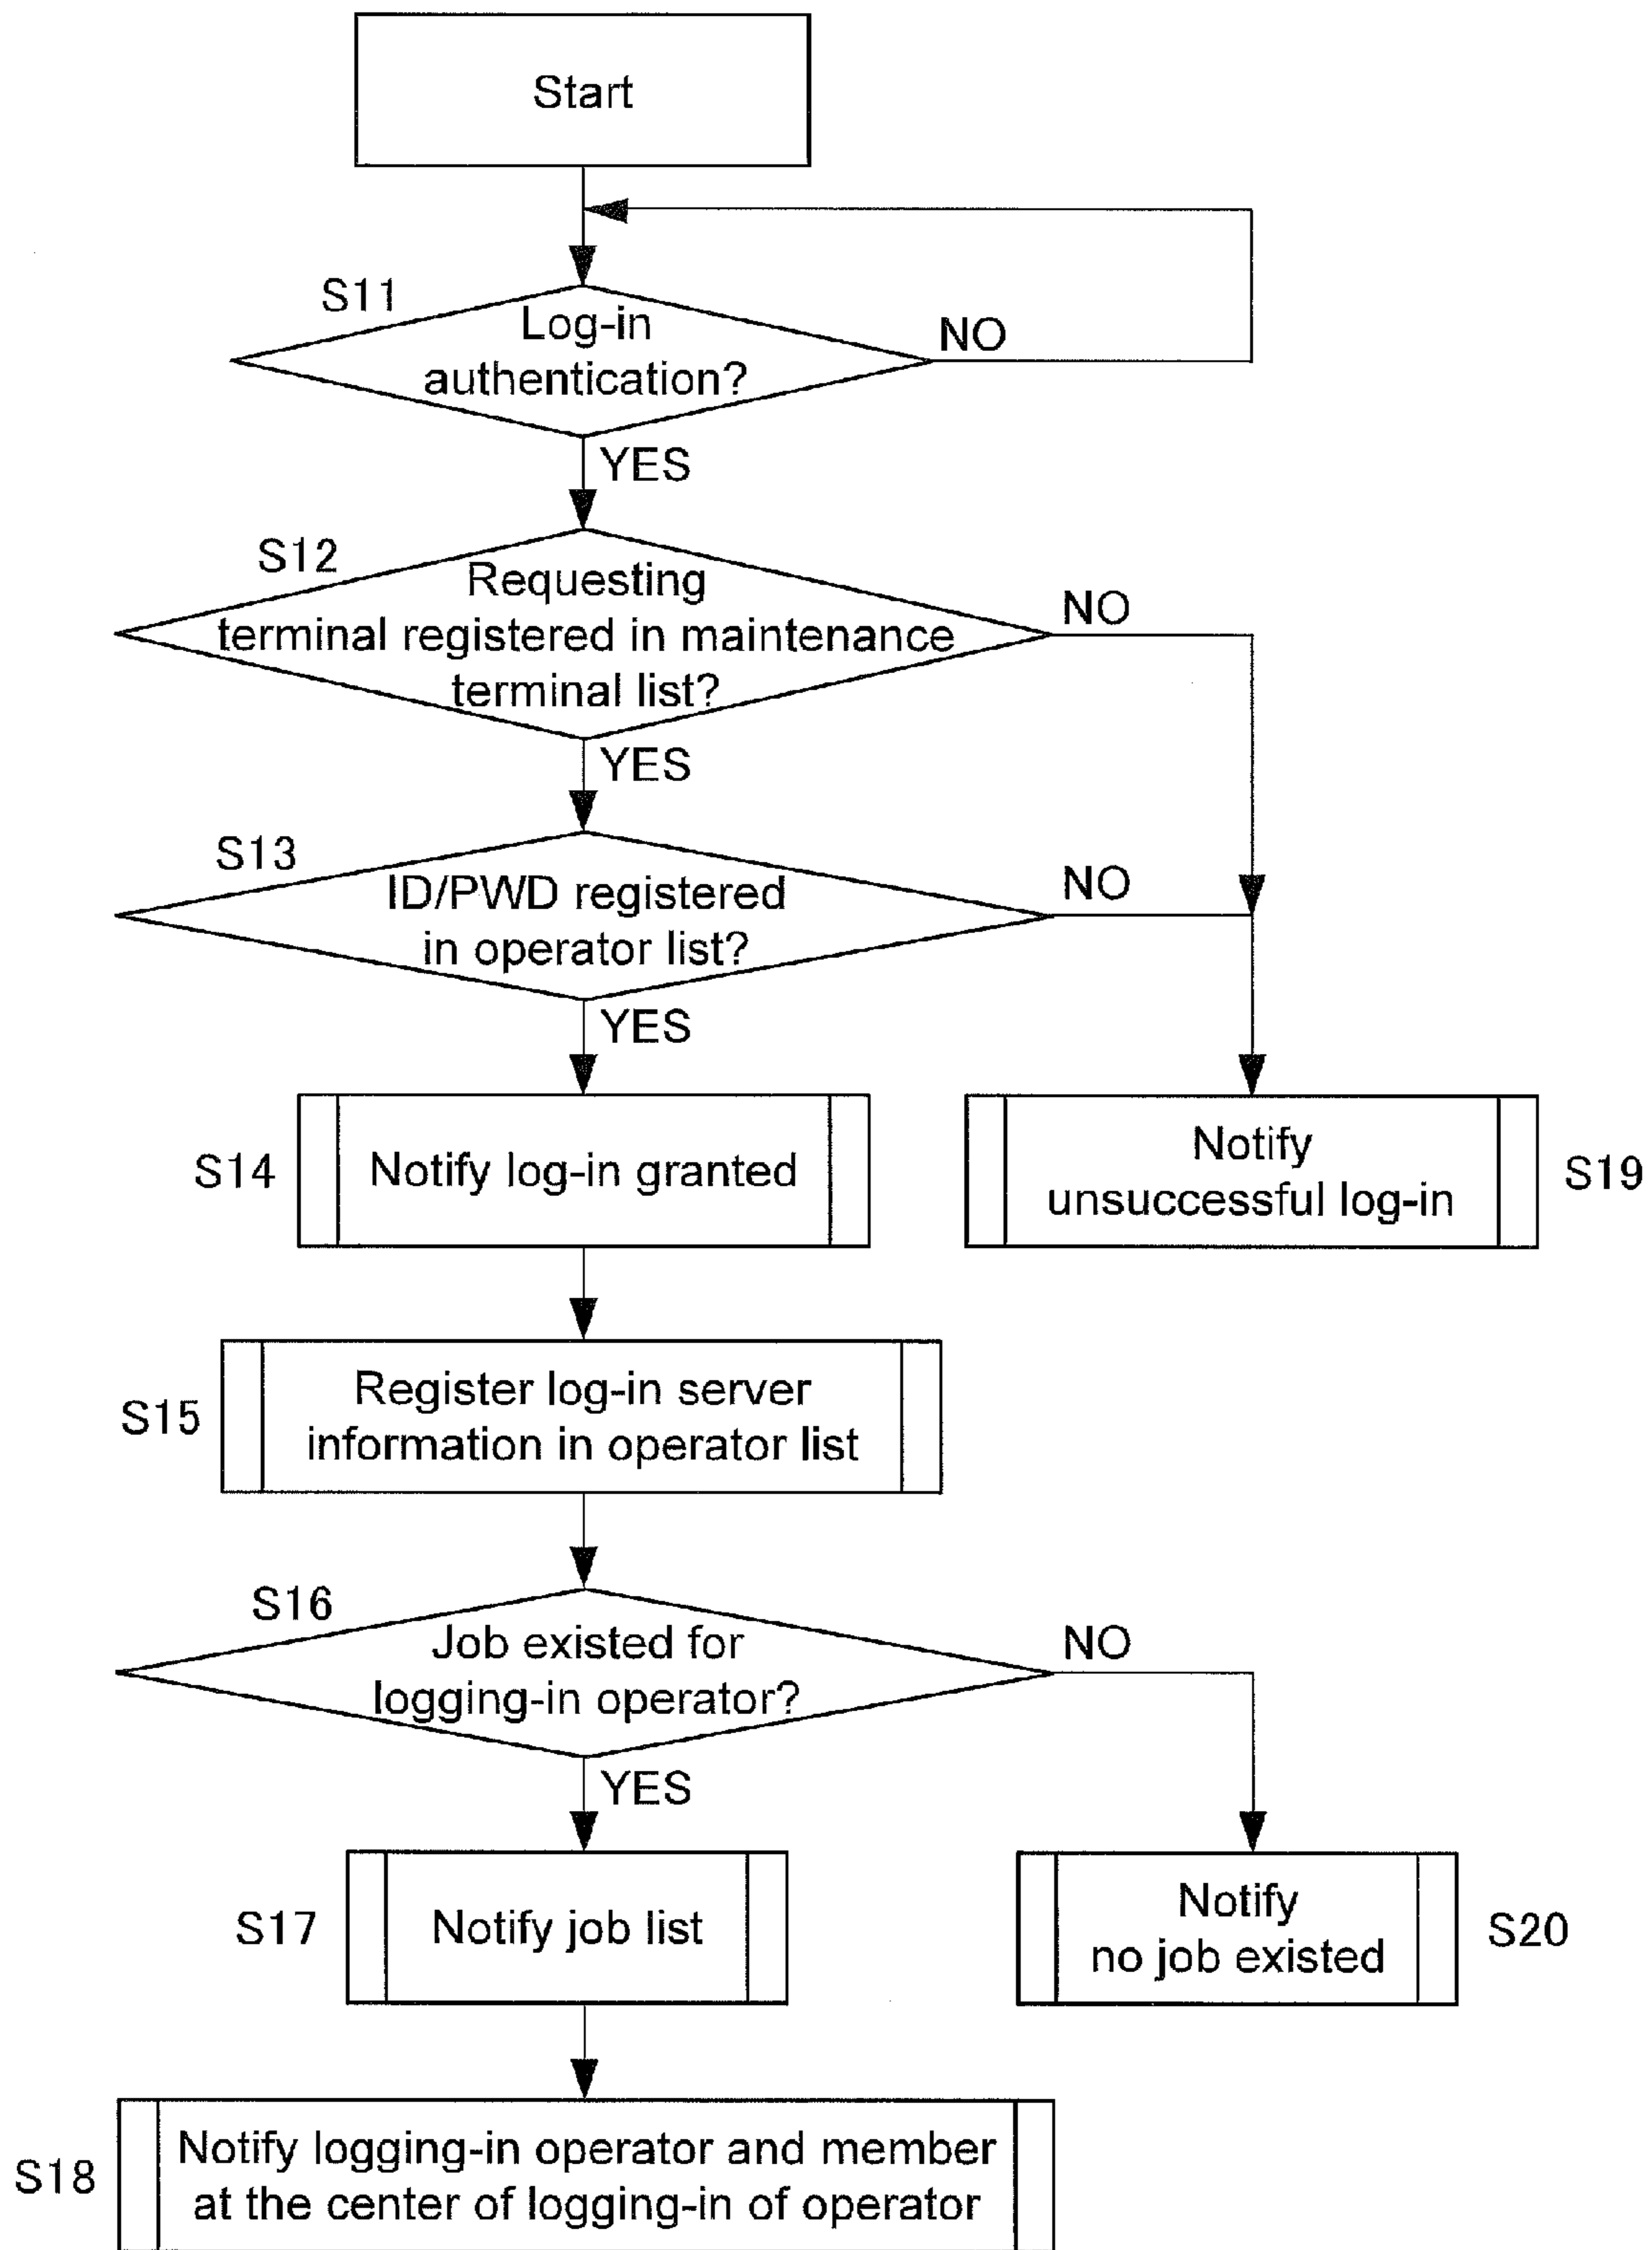 Start
S11
Log-in
authentication?
NO
YES
S12
Requesting
terminal registered in maintenance
terminal list?
NO
YES
S13
ID/PWD registered
in operator list?
NO
YES
S14
Notify log-in granted
Notify
unsuccessful log-in
S19
S15
Register log-in server
information in operator list
S16
Job existed for
logging-in operator?
NO
YES
S17
Notify job list
Notify
no job existed
S20
S18
Notify logging-in operator and member
at the center of logging-in of operator